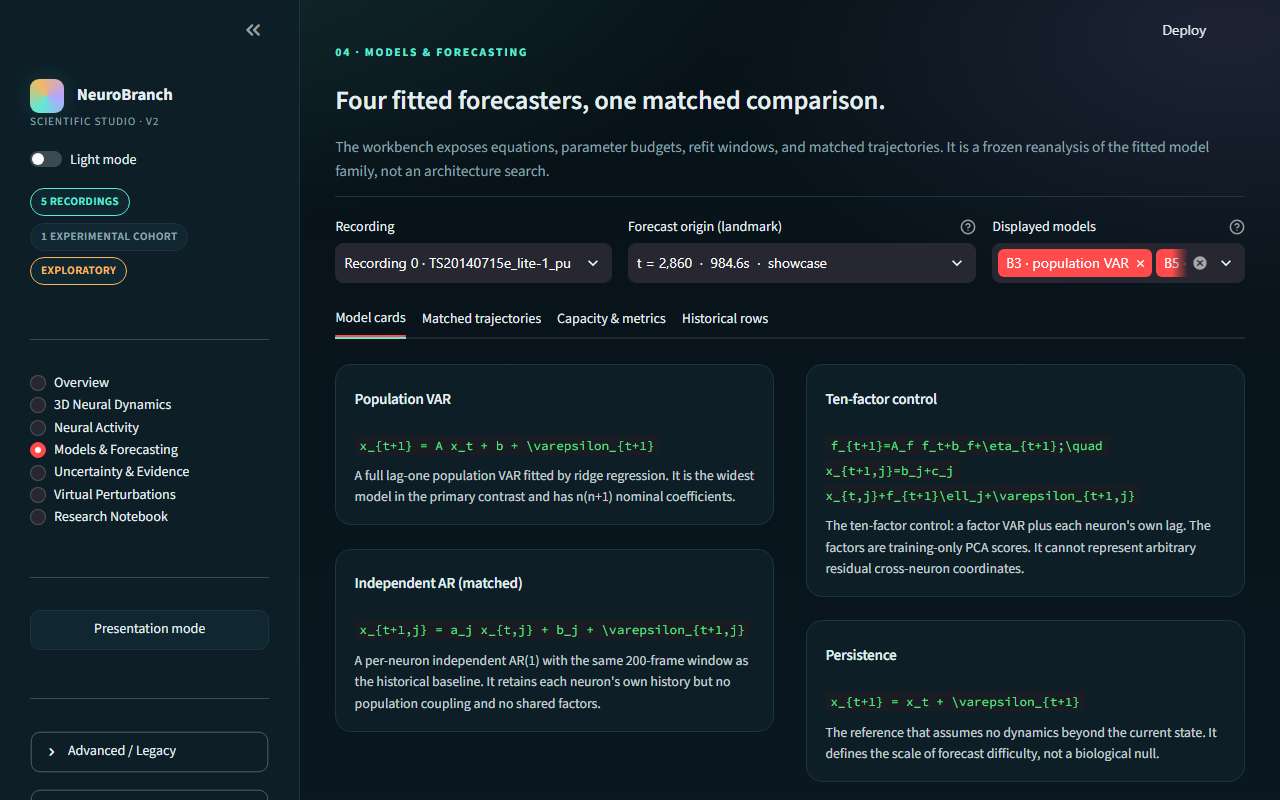 Deploy
NeuroBranch
SCIENTIFIC STUDIO · V2
Light mode
5 RECORDINGS
1 EXPERIMENTAL COHORT
EXPLORATORY
Overview
3D Neural Dynamics
Neural Activity
Models & Forecasting
Uncertainty & Evidence
Virtual Perturbations
Research Notebook
Presentation mode
Advanced / Legacy
04 · MODELS & FORECASTING
Four fitted forecasters, one matched comparison.
The workbench exposes equations, parameter budgets, refit windows, and matched trajectories. It is a frozen reanalysis of the fitted model
family, not an architecture search.
Recording
Recording 0 · TS20140715e_lite-1_pu
Forecast origin (landmark)
t = 2,860 · 984.6s · showcase
Displayed models
B3 · population VAR
B5
Model cards
Matched trajectories
Capacity & metrics
Historical rows
Population VAR
x_{t+1} = A x_t + b + \varepsilon_{t+1}
A full lag-one population VAR fitted by ridge regression. It is the widest
model in the primary contrast and has n(n+1) nominal coefficients.
Independent AR (matched)
x_{t+1,j} = a_j x_{t,j} + b_j + \varepsilon_{t+1,j}
A per-neuron independent AR(1) with the same 200-frame window as
the historical baseline. It retains each neuron's own history but no
population coupling and no shared factors.
Ten-factor control
f_{t+1}=A_f f_t+b_f+\eta_{t+1};\quad
x_{t+1,j}=b_j+c_j
x_{t,j}+f_{t+1}\ell_j+\varepsilon_{t+1,j}
The ten-factor control: a factor VAR plus each neuron's own lag. The
factors are training-only PCA scores. It cannot represent arbitrary
residual cross-neuron coordinates.
Persistence
x_{t+1} = x_t + \varepsilon_{t+1}
The reference that assumes no dynamics beyond the current state. It
defines the scale of forecast difficulty, not a biological null.